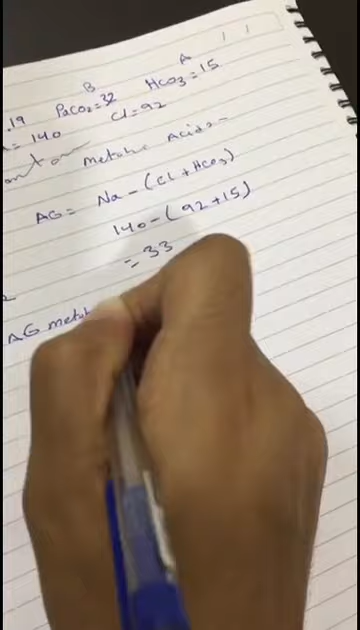 B A
.19 PaCO2=32 HCO3=15
= 140 Cl=92
Metabolic Acido-
AG= Na-(Cl+HCO3)
140-(92+15)
= 33
AG metab